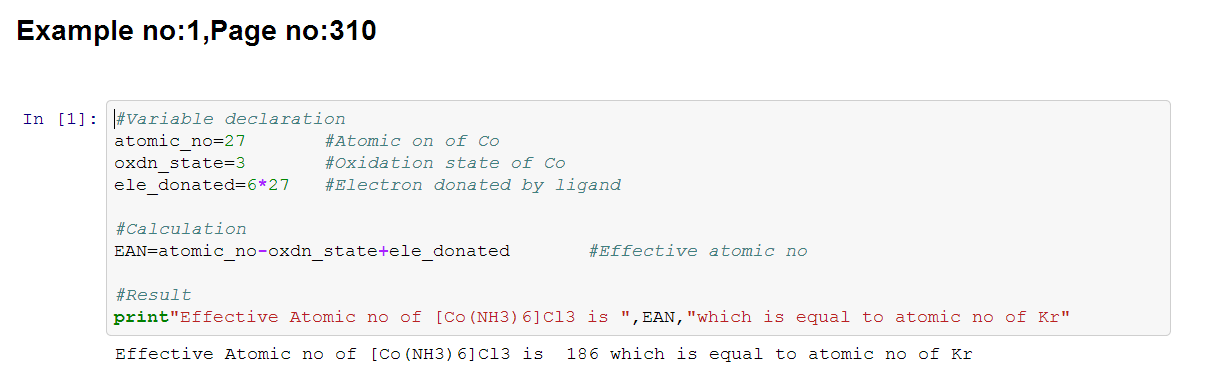 Example no:1,Page no:310
In [1]: #Variable declaration
atomic_no=27 #Atomic on of Co
oxdn_state=3 #Oxidation state of Co
ele_donated=6*27 #Electron donated by ligand
#Calculation
EAN=atomic_no-oxdn_state+ele_donated #Effective atomic no
#Result
print"Effective Atomic no of [Co(NH3)6]Cl3 is ",EAN,"which is equal to atomic no of Kr"
Effective Atomic no of [Co(NH3)6]Cl3 is  186 which is equal to atomic no of Kr